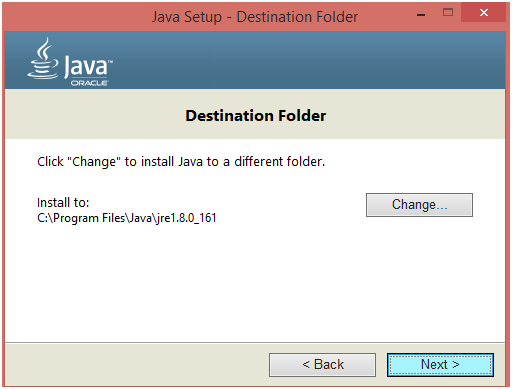 Java Setup - Destination Folder
Java™
ORACLE
Destination Folder
Click "Change" to install Java to a different folder.
Install to:
C:\Program Files\Java\jre1.8.0_161
Change...
< Back
Next >